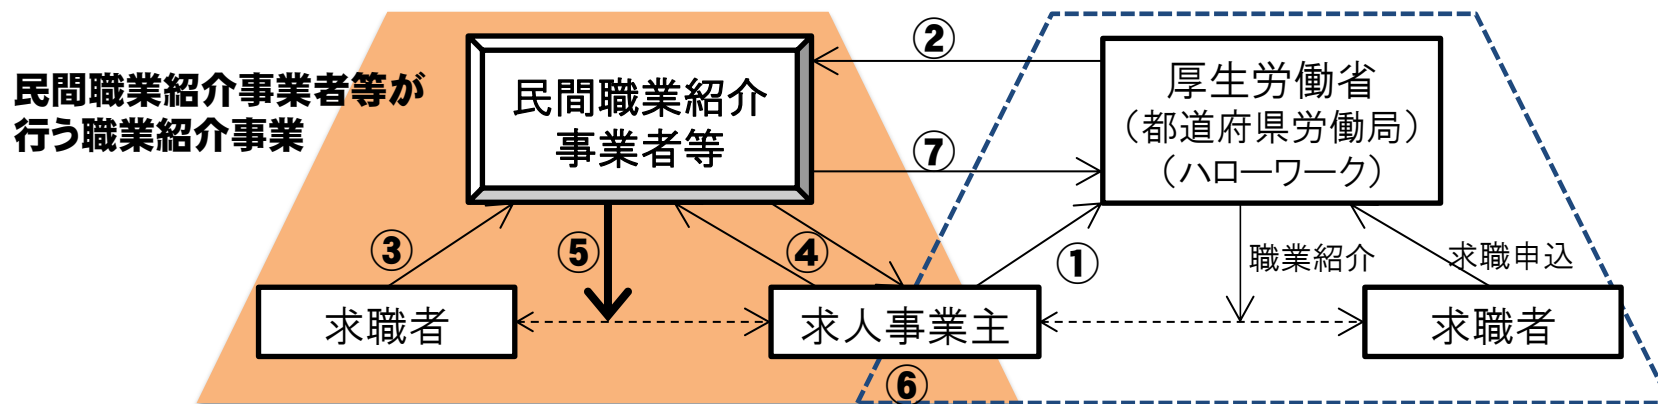 民間職業紹介事業者等が
行う職業紹介事業
民間職業紹介
事業者等
②
⑦
厚生労働省
（都道府県労働局）
（ハローワーク）
③
⑤
④
①
職業紹介
求職申込
求職者
求人事業主
求職者
⑥